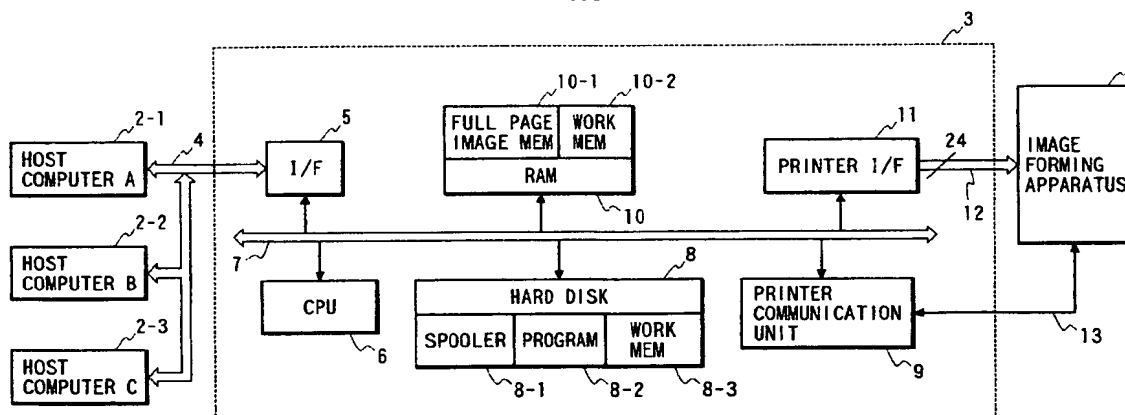 3
2-1
HOST
COMPUTER A
4
5
I/F
10-1
10-2
FULL PAGE
IMAGE MEM
WORK
MEM
RAM
10
11
PRINTER I/F
24
12
IMAGE
FORMING
APPARATUS
2-2
HOST
COMPUTER B
7
CPU
6
8
HARD DISK
SPOOLER
PROGRAM
WORK
MEM
8-1
8-2
8-3
PRINTER
COMMUNICATION
UNIT
9
13
2-3
HOST
COMPUTER C